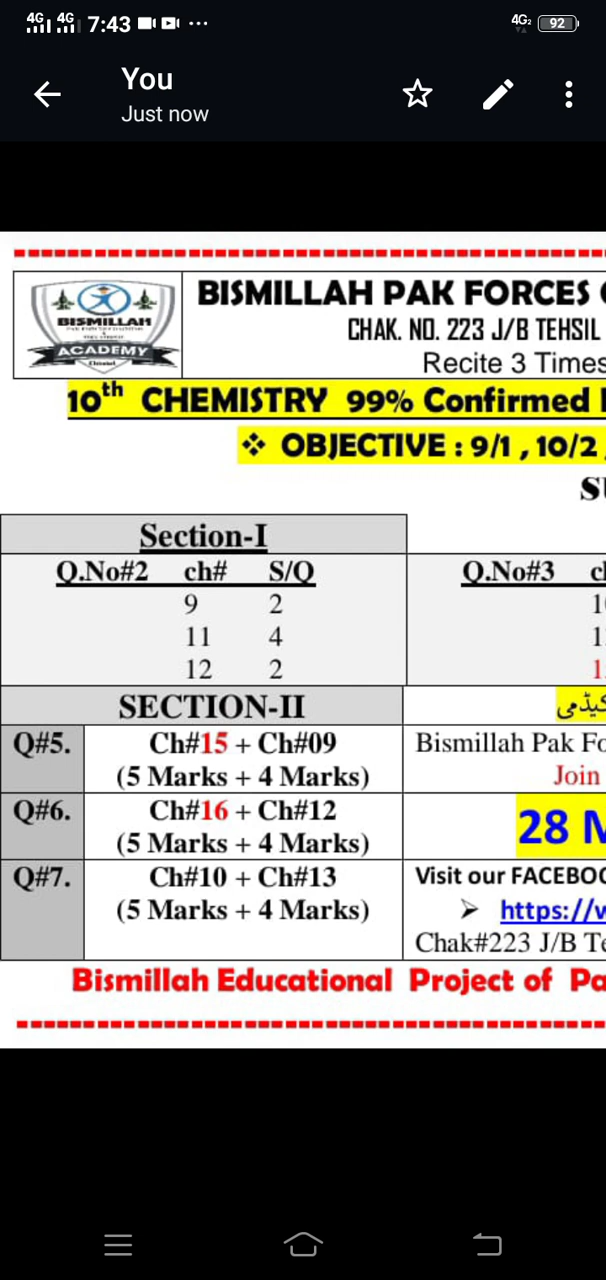 4G 4G 7:43 ... 4G2 92
You
Just now
BISMILLAH
ACADEMY
BISMILLAH PAK FORCES
CHAK. NO. 223 J/B TEHSIL
Recite 3 Times
10th CHEMISTRY 99% Confirmed
❖ OBJECTIVE : 9/1 , 10/2
Section-I
Q.No#2 ch# S/Q Q.No#3
9 2
11 4
12 2
SECTION-II
Q#5. Ch#15 + Ch#09 Bismillah Pak
(5 Marks + 4 Marks) Join
Q#6. Ch#16 + Ch#12
(5 Marks + 4 Marks) 28
Q#7. Ch#10 + Ch#13 Visit our
(5 Marks + 4 Marks) ➢ https://
Chak#223 J/B
Bismillah Educational Project of